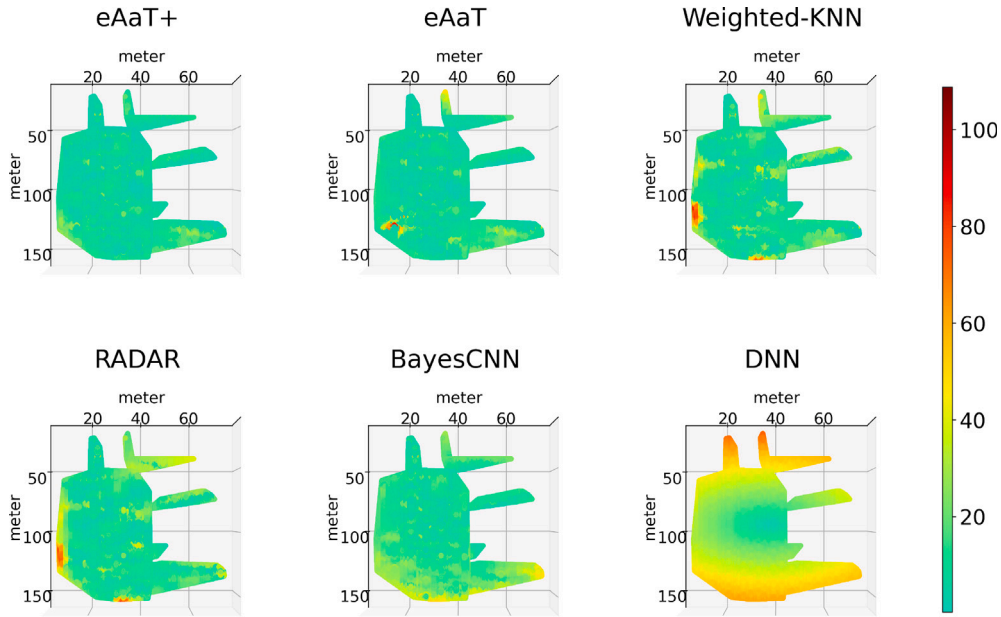 eAaT+ eAaT Weighted-KNN
meter meter meter
20 40 60 20 40 60 20 40 60
50 50 50
meter meter meter
100 100 100
150 150 150
RADAR BayesCNN DNN
meter meter meter
20 40 60 20 40 60 20 40 60
50 50 50
meter meter meter
100 100 100
150 150 150
100
80
60
40
20